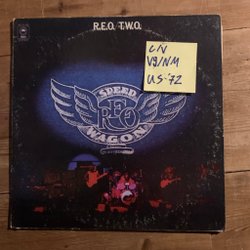 R.E.O./T.W.O.
C/V
VG/NM
US-'72
SPEED
REO
WAGON